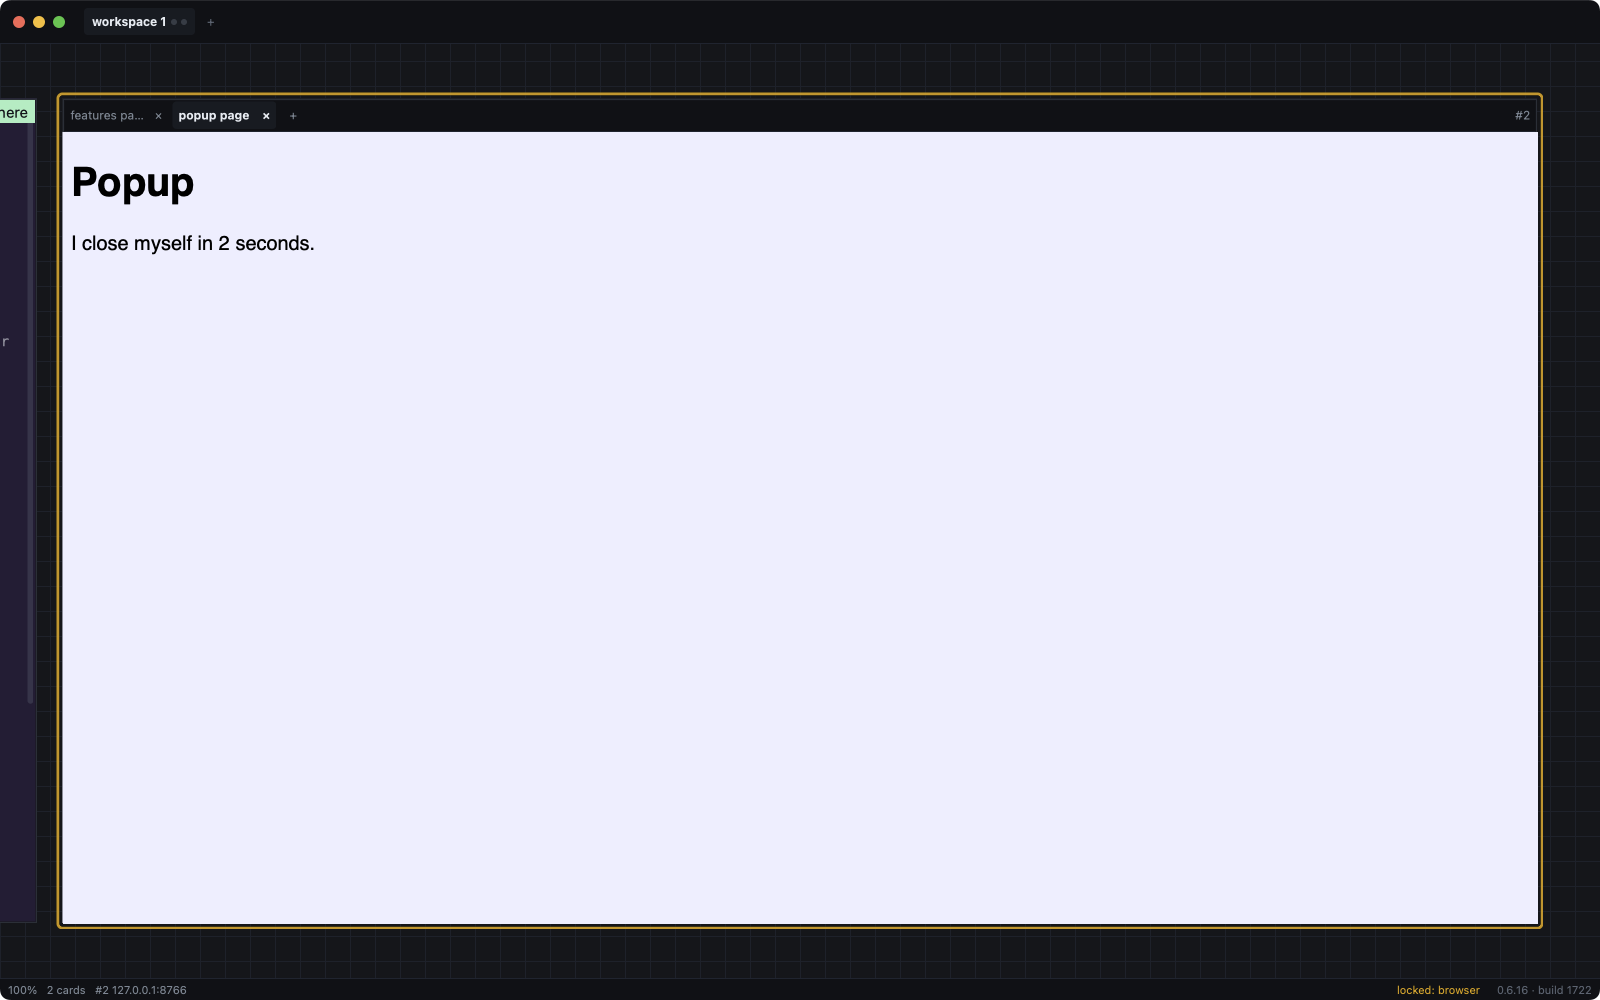 workspace 1
+
here
features pa... × popup page × + #2
Popup
I close myself in 2 seconds.
r
100% 2 cards #2 127.0.0.1:8766 locked: browser 0.6.16 · build 1722